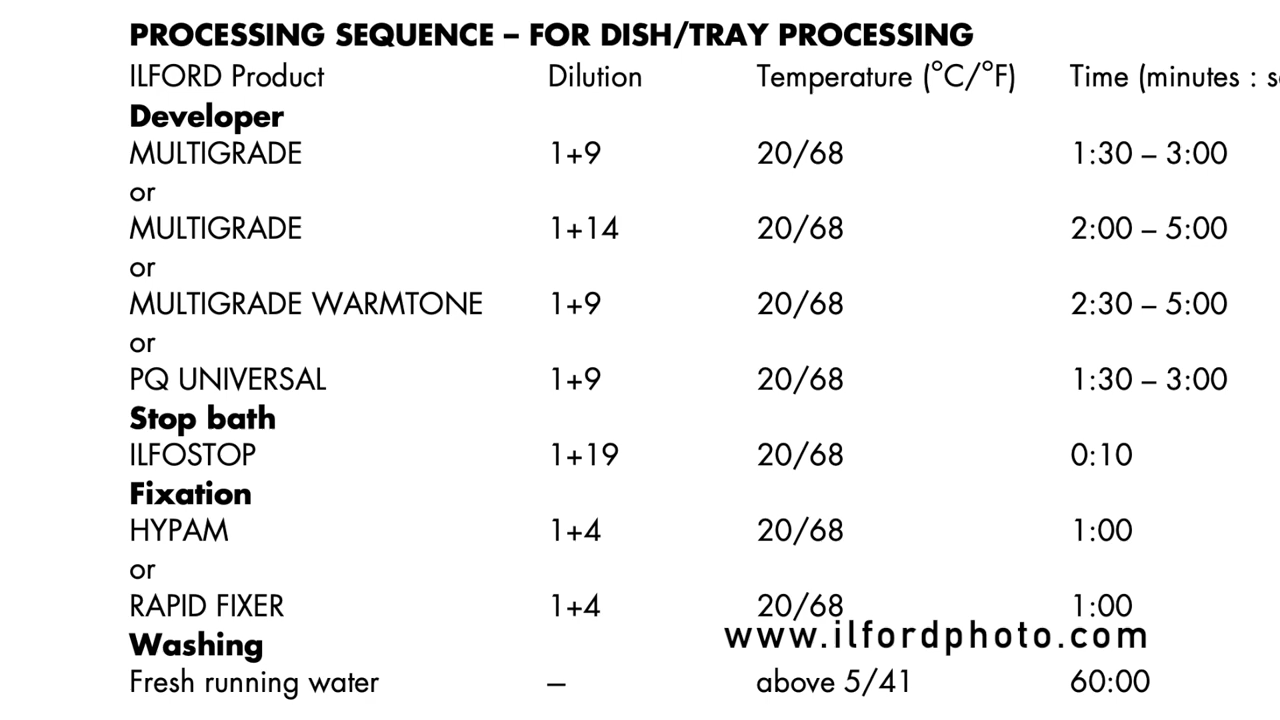 PROCESSING SEQUENCE – FOR DISH/TRAY PROCESSING
ILFORD Product Dilution Temperature (°C/°F) Time (minutes :
Developer
MULTIGRADE 1+9 20/68 1:30 – 3:00
or
MULTIGRADE 1+14 20/68 2:00 – 5:00
or
MULTIGRADE WARMTONE 1+9 20/68 2:30 – 5:00
or
PQ UNIVERSAL 1+9 20/68 1:30 – 3:00
Stop bath
ILFOSTOP 1+19 20/68 0:10
Fixation
HYPAM 1+4 20/68 1:00
or
RAPID FIXER 1+4 20/68 1:00
www.ilfordphoto.com
Washing
Fresh running water – above 5/41 60:00